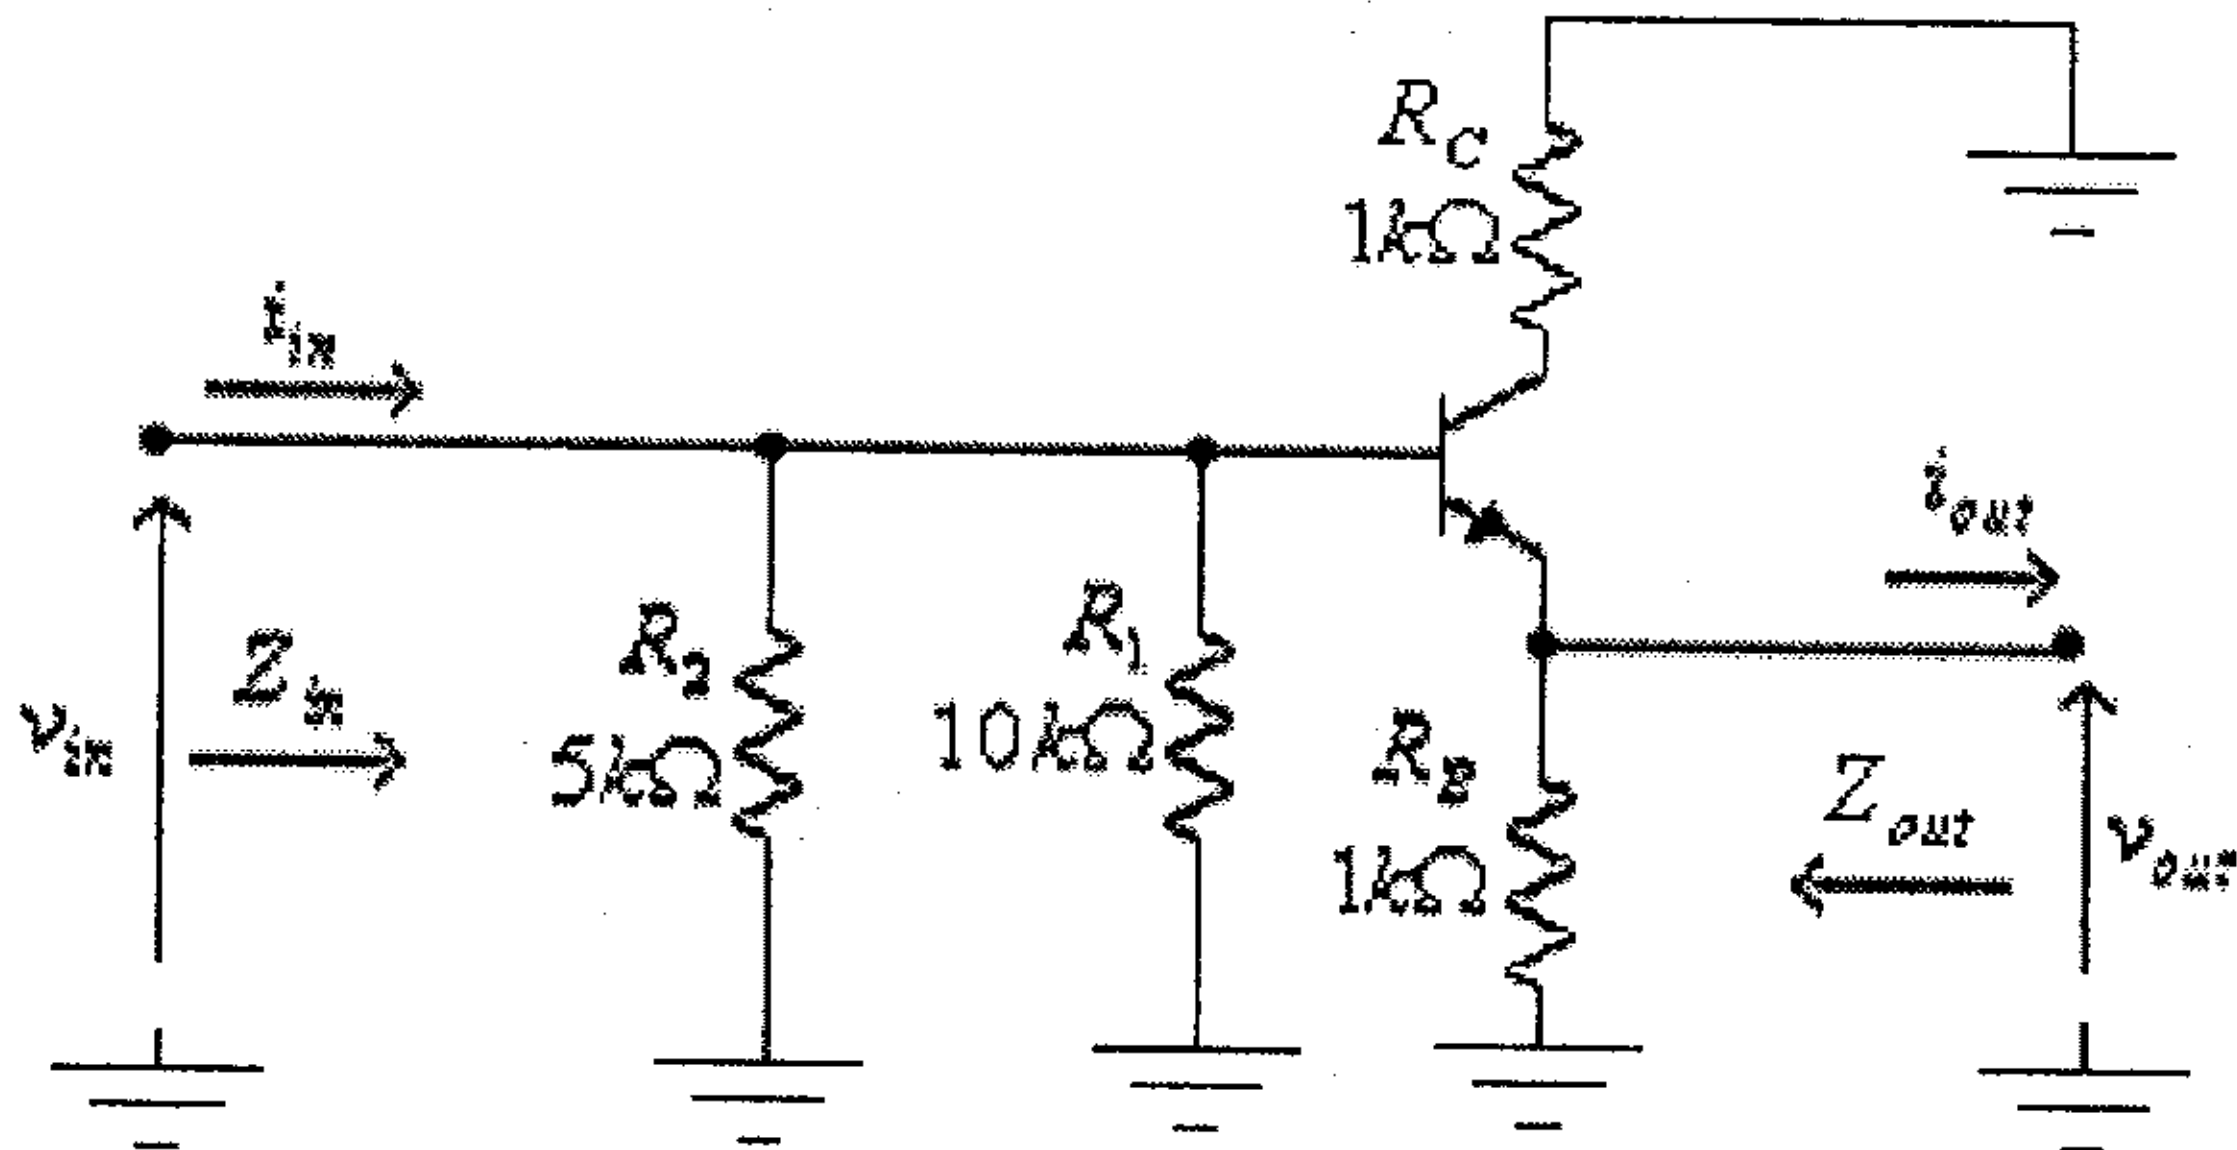 R_C
1kΩ
i_in
i_out
R_2
R_1
Z_in
v_in
5kΩ
10kΩ
R_E
1kΩ
Z_out
v_out